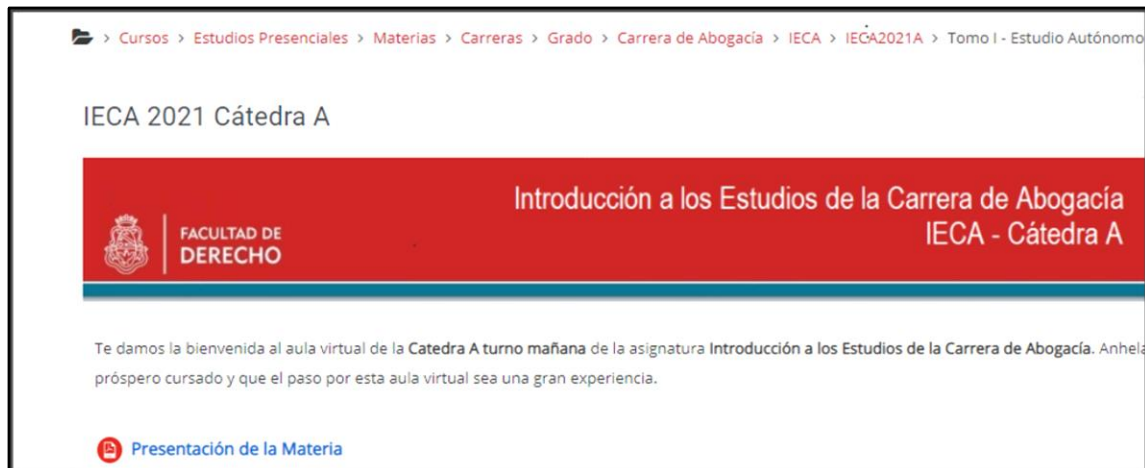 > Cursos > Estudios Presenciales > Materias > Carreras > Grado > Carrera de Abogacía > IECA > IECA2021A > Tomo I - Estudio Autónomo
IECA 2021 Cátedra A
Introducción a los Estudios de la Carrera de Abogacía
IECA - Cátedra A
FACULTAD DE
DERECHO
Te damos la bienvenida al aula virtual de la Catedra A turno mañana de la asignatura Introducción a los Estudios de la Carrera de Abogacía. Anhela
próspero cursado y que el paso por esta aula virtual sea una gran experiencia.
Presentación de la Materia